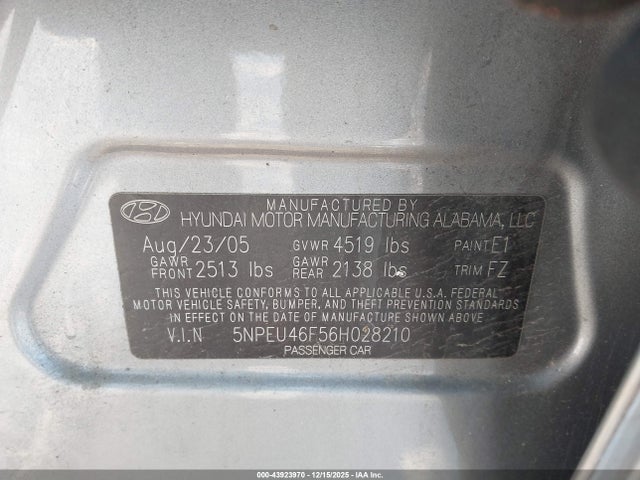 MANUFACTURED BY
HYUNDAI MOTOR MANUFACTURING ALABAMA, LLC
Aug/23/05 GVWR 4519 lbs PAINT E1
GAWR FRONT 2513 lbs GAWR REAR 2138 lbs TRIM FZ
THIS VEHICLE CONFORMS TO ALL APPLICABLE U.S.A. FEDERAL
MOTOR VEHICLE SAFETY, BUMPER, AND THEFT PREVENTION STANDARDS
IN EFFECT ON THE DATE OF MANUFACTURE SHOWN ABOVE
V.I.N 5NPEU46F56H028210
PASSENGER CAR
000-43923970 - 12/15/2025 - IAA Inc.